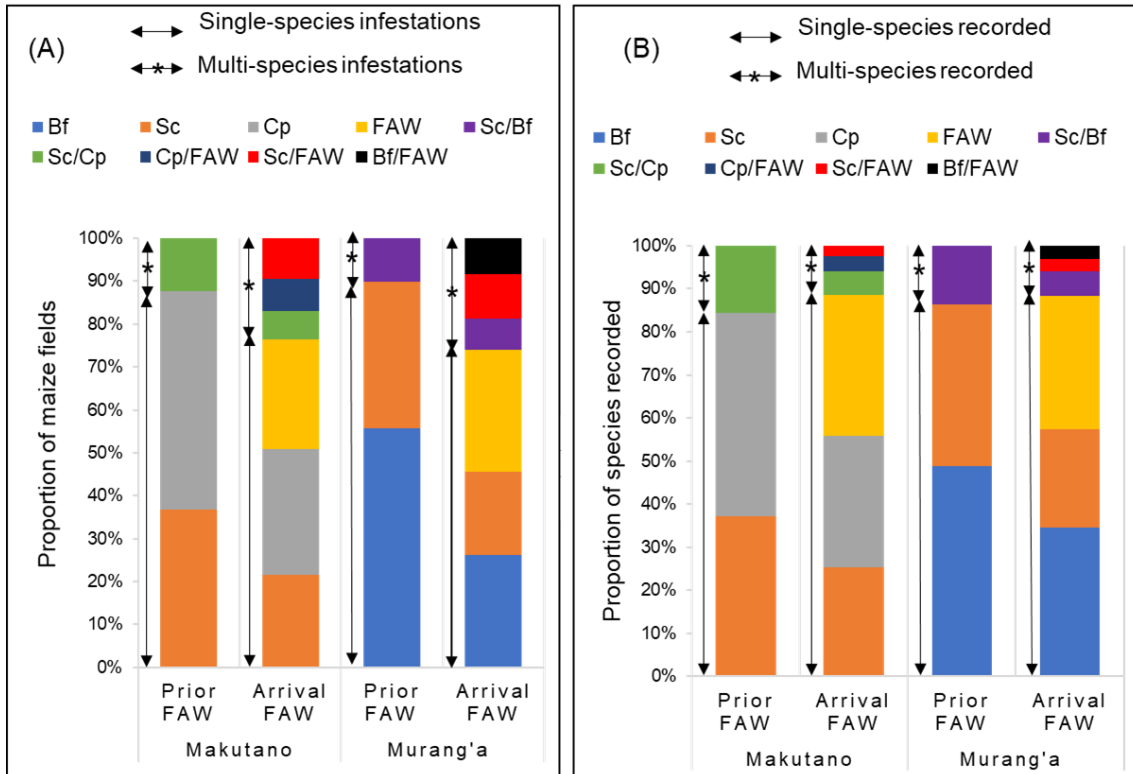 (A)
Single-species infestations
* Multi-species infestations
Bf Sc Cp FAW Sc/Bf
Sc/Cp Cp/FAW Sc/FAW Bf/FAW
Proportion of maize fields
100%
90%
80%
70%
60%
50%
40%
30%
20%
10%
0%
* * * *
Prior FAW
Arrival FAW
Prior FAW
Arrival FAW
Makutano Murang'a
(B)
Single-species recorded
* Multi-species recorded
Bf Sc Cp FAW Sc/Bf
Sc/Cp Cp/FAW Sc/FAW Bf/FAW
Proportion of species recorded
100%
90%
80%
70%
60%
50%
40%
30%
20%
10%
0%
* * * *
Prior FAW
Arrival FAW
Prior FAW
Arrival FAW
Makutano Murang'a